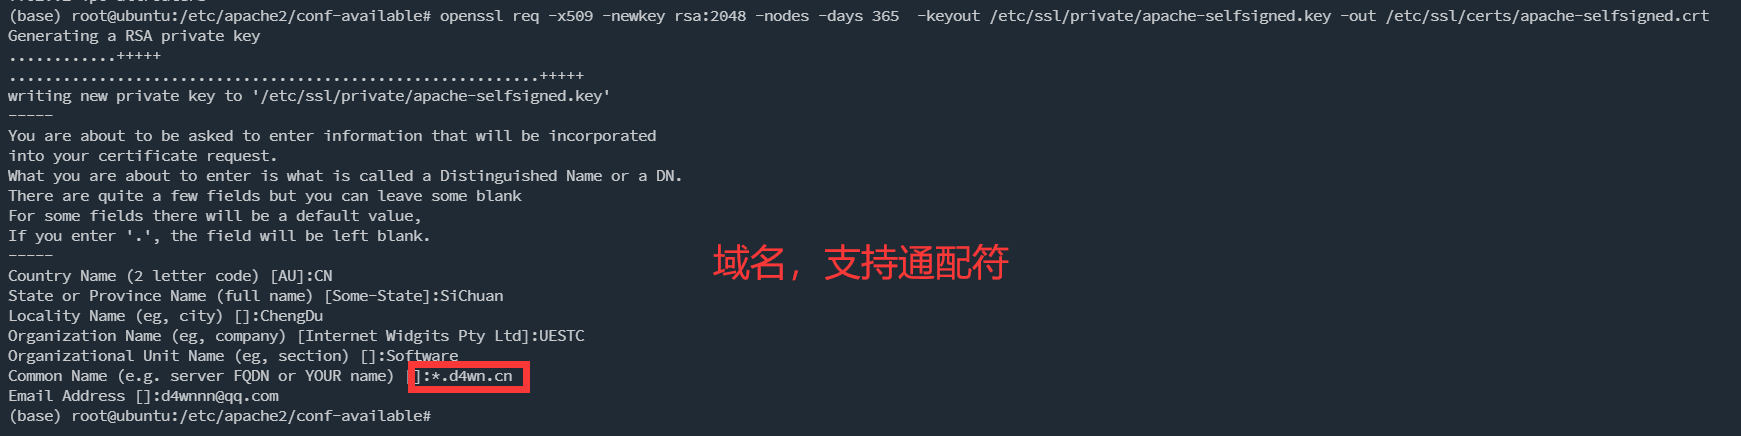 (base) root@ubuntu:/etc/apache2/conf-available# openssl req -x509 -newkey rsa:2048 -nodes -days 365  -keyout /etc/ssl/private/apache-selfsigned.key -out /etc/ssl/certs/apache-selfsigned.crt
Generating a RSA private key
............+++++
..........................................................+++++
writing new private key to '/etc/ssl/private/apache-selfsigned.key'
-----
You are about to be asked to enter information that will be incorporated
into your certificate request.
What you are about to enter is what is called a Distinguished Name or a DN.
There are quite a few fields but you can leave some blank
For some fields there will be a default value,
If you enter '.', the field will be left blank.
-----
域名，支持通配符
Country Name (2 letter code) [AU]:CN
State or Province Name (full name) [Some-State]:SiChuan
Locality Name (eg, city) []:ChengDu
Organization Name (eg, company) [Internet Widgits Pty Ltd]:UESTC
Organizational Unit Name (eg, section) []:Software
Common Name (e.g. server FQDN or YOUR name) []:*.d4wn.cn
Email Address []:d4wnnn@qq.com
(base) root@ubuntu:/etc/apache2/conf-available#